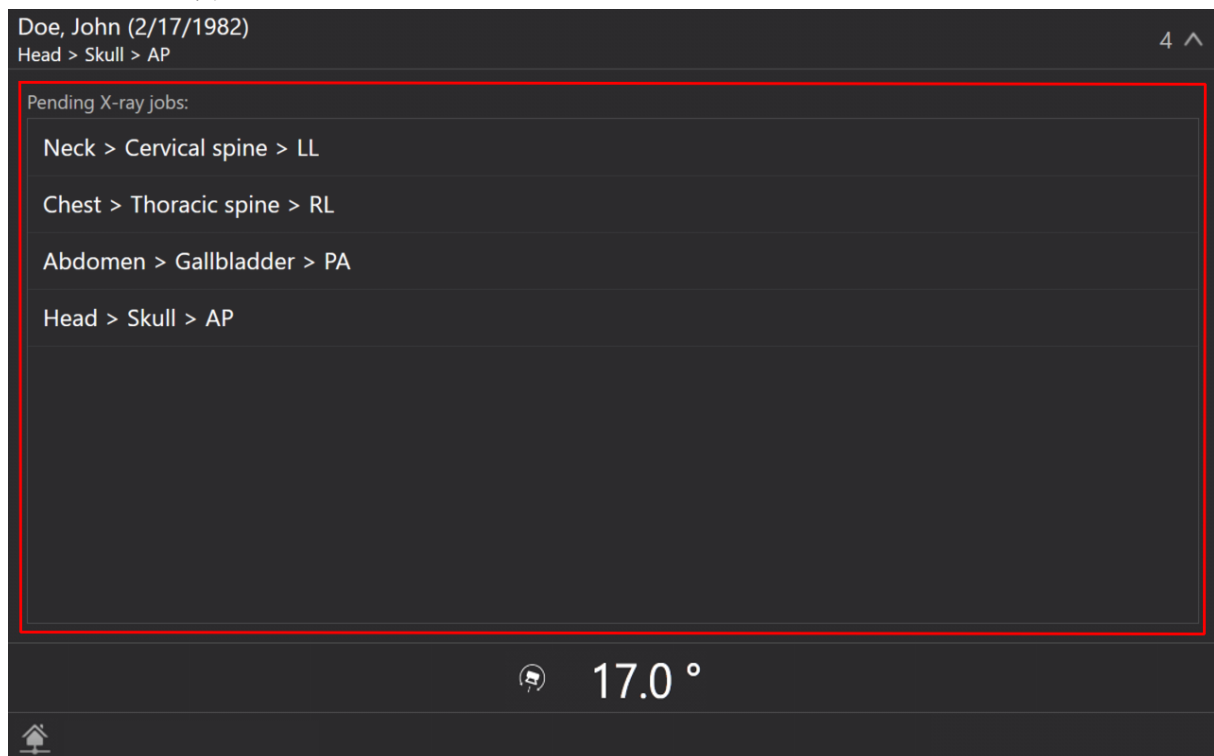 Doe, John (2/17/1982)
4
Head > Skull > AP
Pending X-ray jobs:
Neck > Cervical spine > LL
Chest > Thoracic spine > RL
Abdomen > Gallbladder > PA
Head > Skull > AP
17.0 °